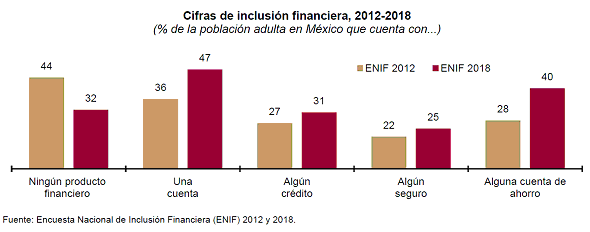 Cifras de inclusión financiera, 2012-2018
(% de la población adulta en México que cuenta con...)
ENIF 2012 ENIF 2018
44 32 36 47 27 31 22 25 28 40
Ningún producto financiero
Una cuenta
Algún crédito
Algún seguro
Alguna cuenta de ahorro
Fuente: Encuesta Nacional de Inclusión Financiera (ENIF) 2012 y 2018.